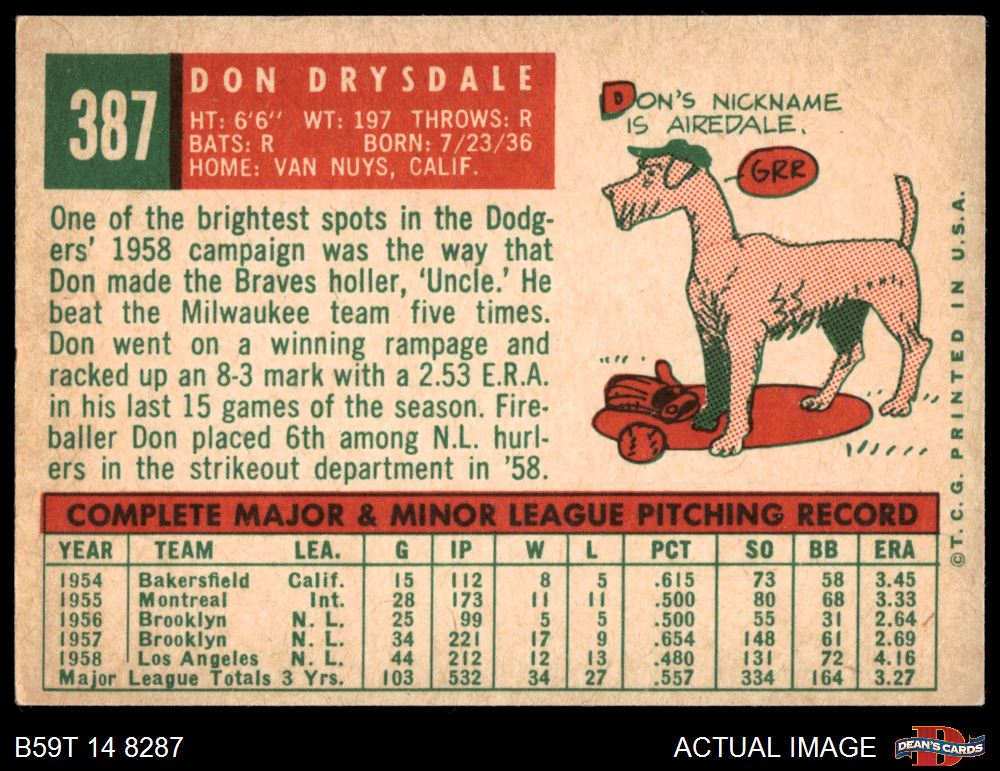 387
DON DRYSDALE
HT: 6'6" WT: 197 THROWS: R
BATS: R BORN: 7/23/36
HOME: VAN NUYS, CALIF.
One of the brightest spots in the Dodg-
ers' 1958 campaign was the way that
Don made the Braves holler, 'Uncle.' He
beat the Milwaukee team five times.
Don went on a winning rampage and
racked up an 8-3 mark with a 2.53 E.R.A.
in his last 15 games of the season. Fire-
baller Don placed 6th among N.L. hurl-
ers in the strikeout department in '58.
DON'S NICKNAME
IS AIREDALE.
GRR
©T.C.G. PRINTED IN U.S.A.
COMPLETE MAJOR & MINOR LEAGUE PITCHING RECORD
YEAR TEAM LEA. G IP W L PCT SO BB ERA
1954 Bakersfield Calif. 15 112 8 5 .615 73 58 3.45
1955 Montreal Int. 28 173 11 11 .500 80 68 3.33
1956 Brooklyn N. L. 25 99 5 5 .500 55 31 2.64
1957 Brooklyn N. L. 34 221 17 9 .654 148 61 2.69
1958 Los Angeles N. L. 44 212 12 13 .480 131 72 4.16
Major League Totals 3 Yrs. 103 532 34 27 .557 334 164 3.27
B59T 14 8287
ACTUAL IMAGE
DEAN'S CARDS